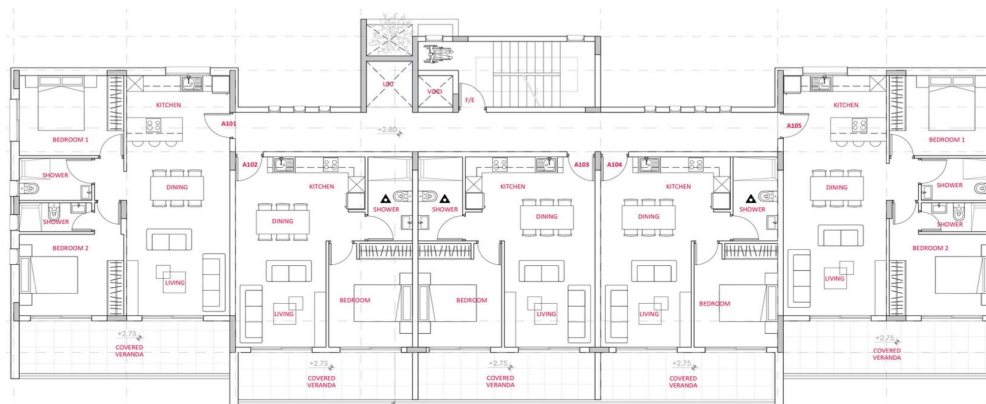 LIFT
VOID
F/E
+2.80
A101
A102
A103
A104
A105
KITCHEN
BEDROOM 1
SHOWER
DINING
SHOWER
BEDROOM 2
LIVING
+2.75
COVERED
VERANDA
KITCHEN
SHOWER
DINING
BEDROOM
LIVING
+2.75
COVERED
VERANDA
KITCHEN
SHOWER
DINING
BEDROOM
LIVING
+2.75
COVERED
VERANDA
KITCHEN
SHOWER
DINING
BEDROOM
LIVING
+2.75
COVERED
VERANDA
KITCHEN
BEDROOM 1
DINING
SHOWER
SHOWER
BEDROOM 2
LIVING
+2.75
COVERED
VERANDA